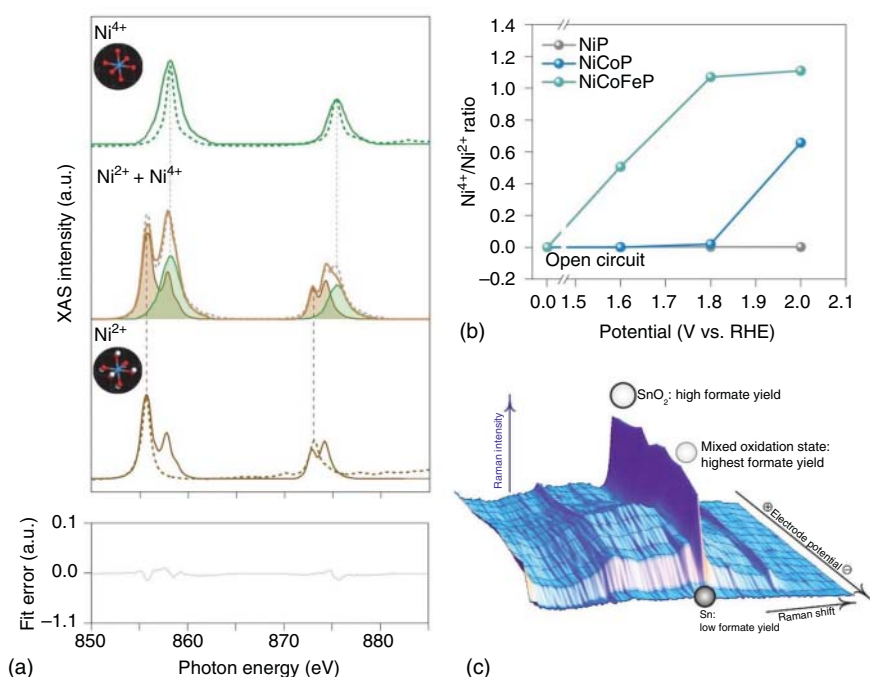 Ni4+
Ni2+ + Ni4+
Ni2+
XAS intensity (a.u.)
0.1
0.0
−1.1
Fit error (a.u.)
850
860
870
880
Photon energy (eV)
(a)
1.4
1.2
1.0
0.8
0.6
0.4
0.2
0.0
−0.2
Ni4+/Ni2+ ratio
NiP
NiCoP
NiCoFeP
Open circuit
0.0 1.5 1.6 1.7 1.8 1.9 2.0 2.1
Potential (V vs. RHE)
(b)
Raman intensity
SnO2: high formate yield
Mixed oxidation state:
highest formate yield
⊕Electrode potential⊖
Sn:
low formate yield
Raman shift
(c)